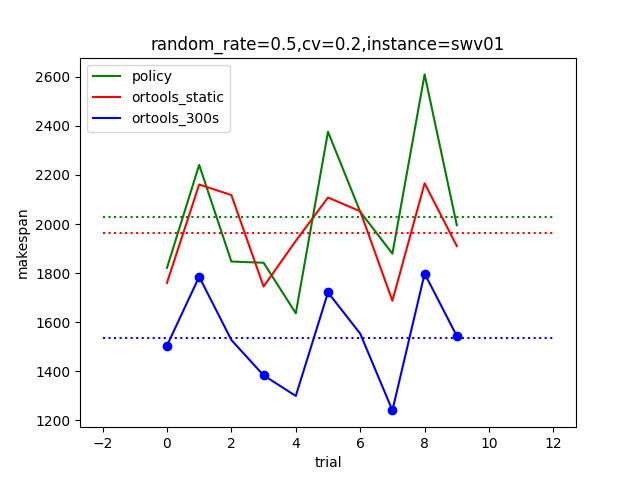 random_rate=0.5,cv=0.2,instance=swv01
policy
ortools_static
ortools_300s
makespan
2600
2400
2200
2000
1800
1600
1400
1200
−2
0
2
4
6
8
10
12
trial